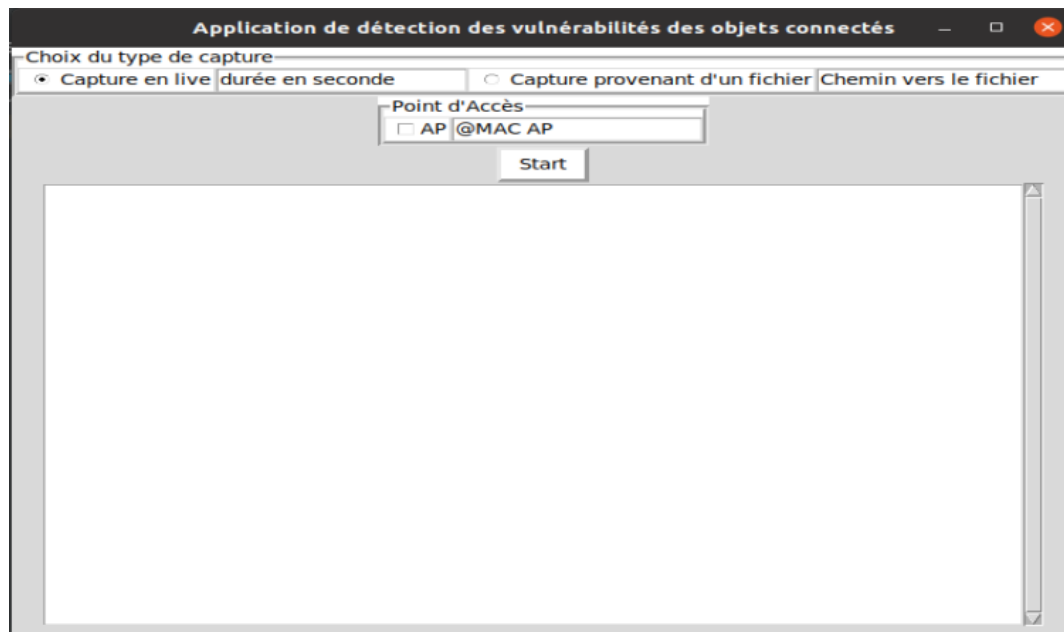 Application de détection des vulnérabilités des objets connectés
Choix du type de capture
Capture en live durée en seconde Capture provenant d'un fichier Chemin vers le fichier
Point d'Accès
AP @MAC AP
Start